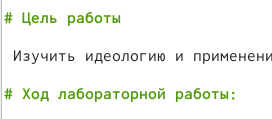 # Цель работы
Изучить идеологию и применени
# Ход лабораторной работы: